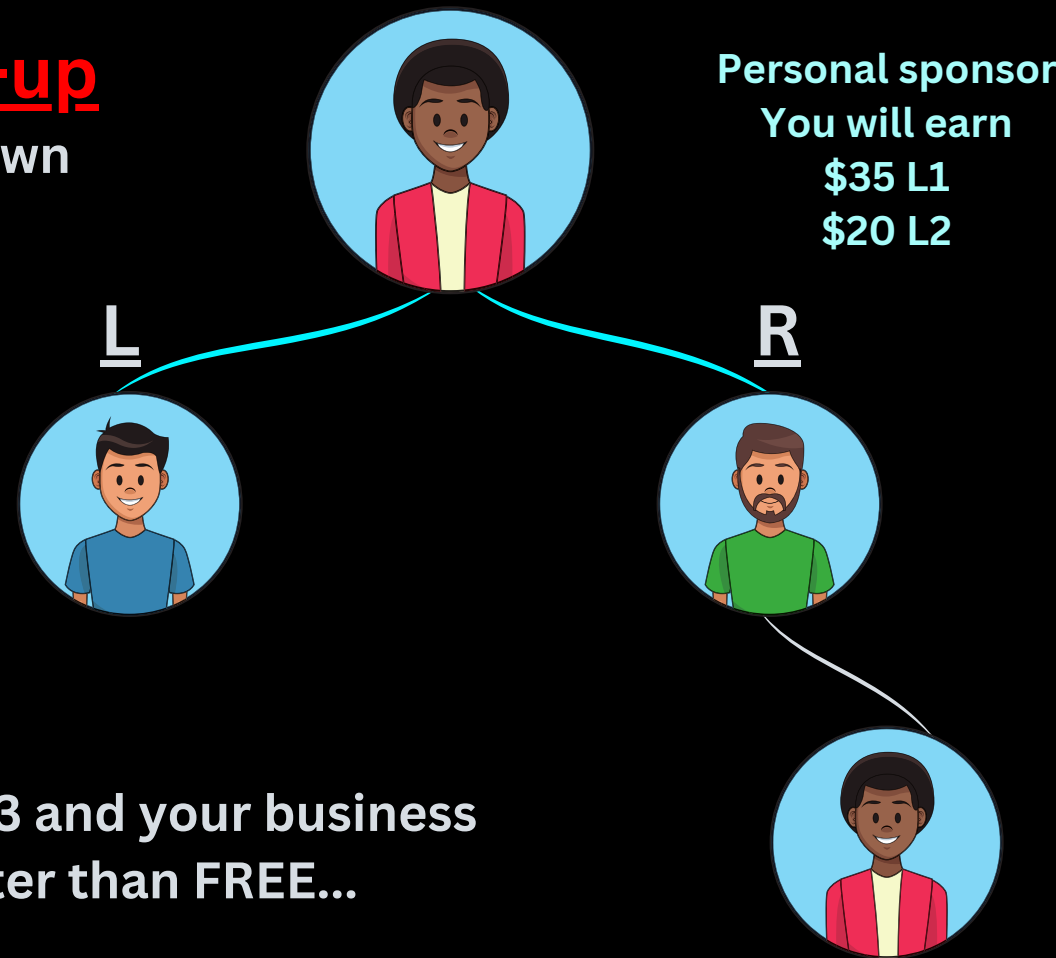 -up
wn
Personal sponsor
You will earn
$35 L1
$20 L2
L
R
3 and your business
ter than FREE...